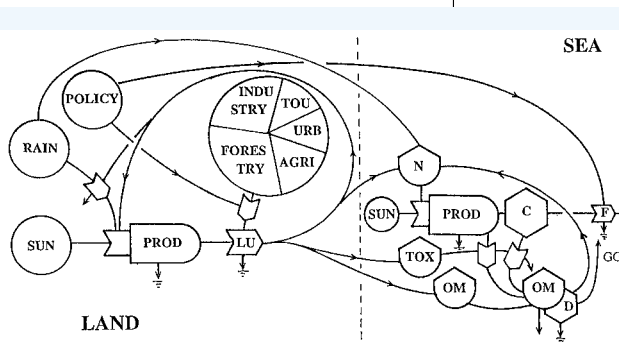 SEA
POLICY
INDU
STRY
TOU
URB
AGRI
FORES
TRY
RAIN
N
SUN
PROD
C
F
SUN
PROD
LU
TOX
OM
OM
D
GO
LAND